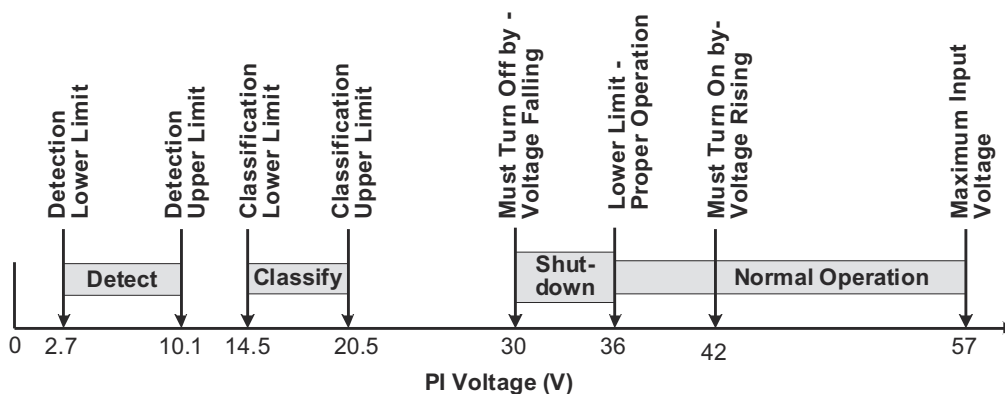 Detection
Lower Limit
Detection
Upper Limit
Classification
Lower Limit
Classification
Upper Limit
Must Turn Off by -
Voltage Falling
Lower Limit -
Proper Operation
Must Turn On by-
Voltage Rising
Maximum Input
Voltage
Detect
Classify
Shut-
down
Normal Operation
0
2.7
10.1
14.5
20.5
30
36
42
57
PI Voltage (V)